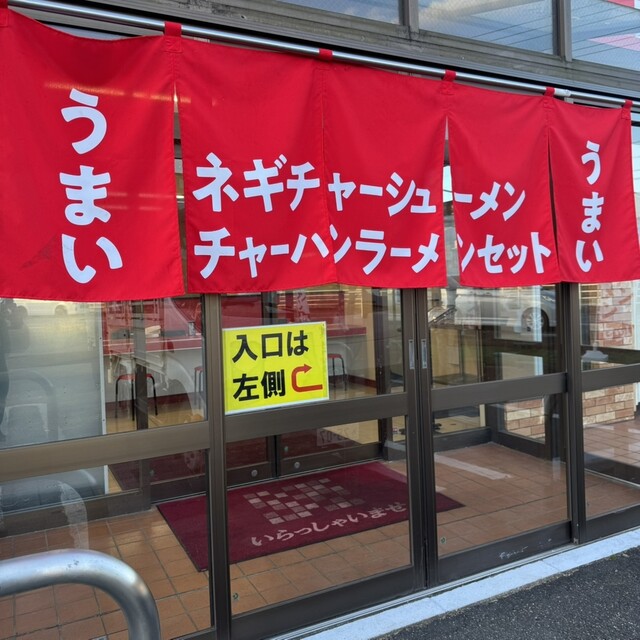 うまい
ネギチャーシューメン
チャーハンラーメンセット
うまい
入口は
左側
いらっしゃいませ